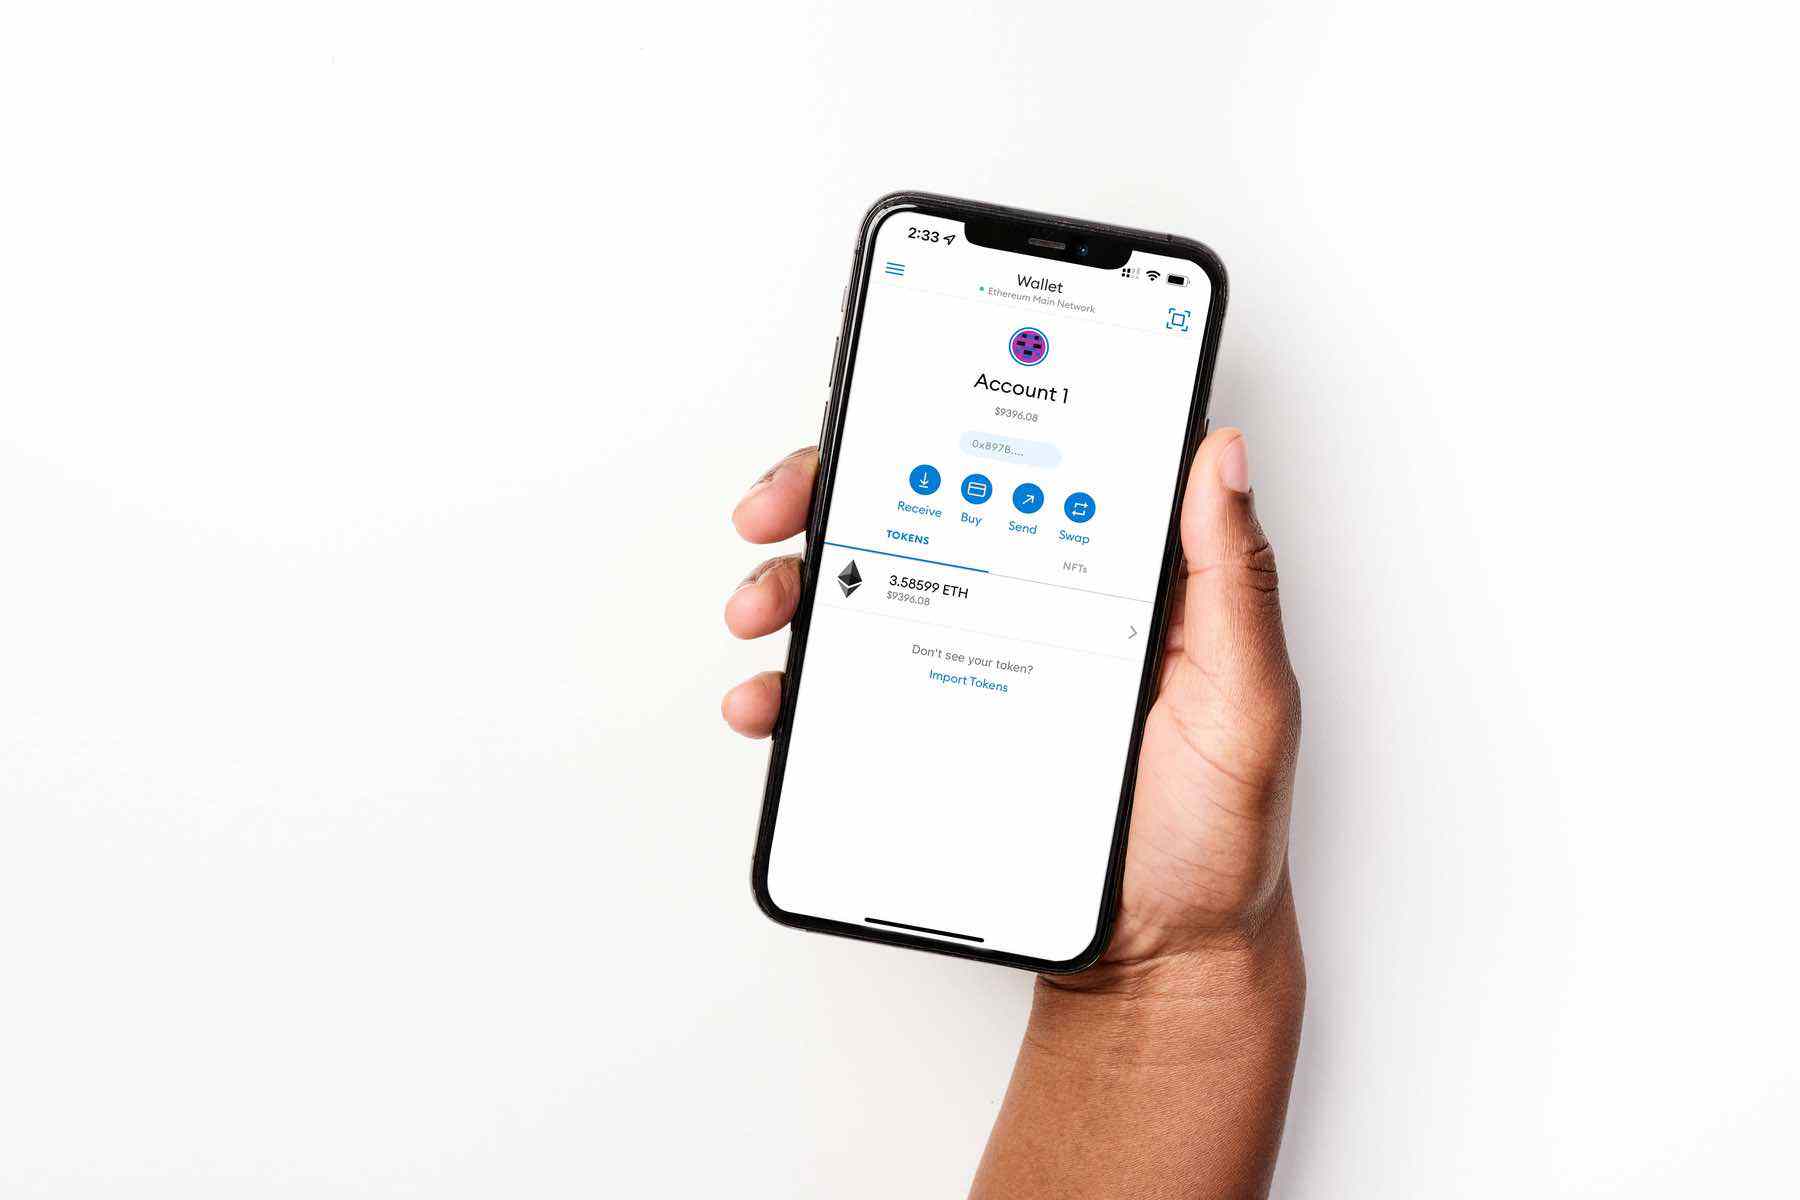 2:33
Wallet
Ethereum Main Network
Account 1
$9396.08
0x897B....
Receive Buy Send Swap
TOKENS NFTs
3.58599 ETH
$9396.08
Don't see your token?
Import Tokens